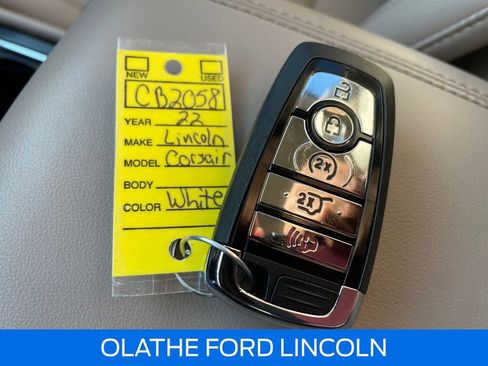 NEW USED
CB2058
YEAR 22
MAKE Lincoln
MODEL Corsair
BODY
COLOR White
2x
2X
OLATHE FORD LINCOLN